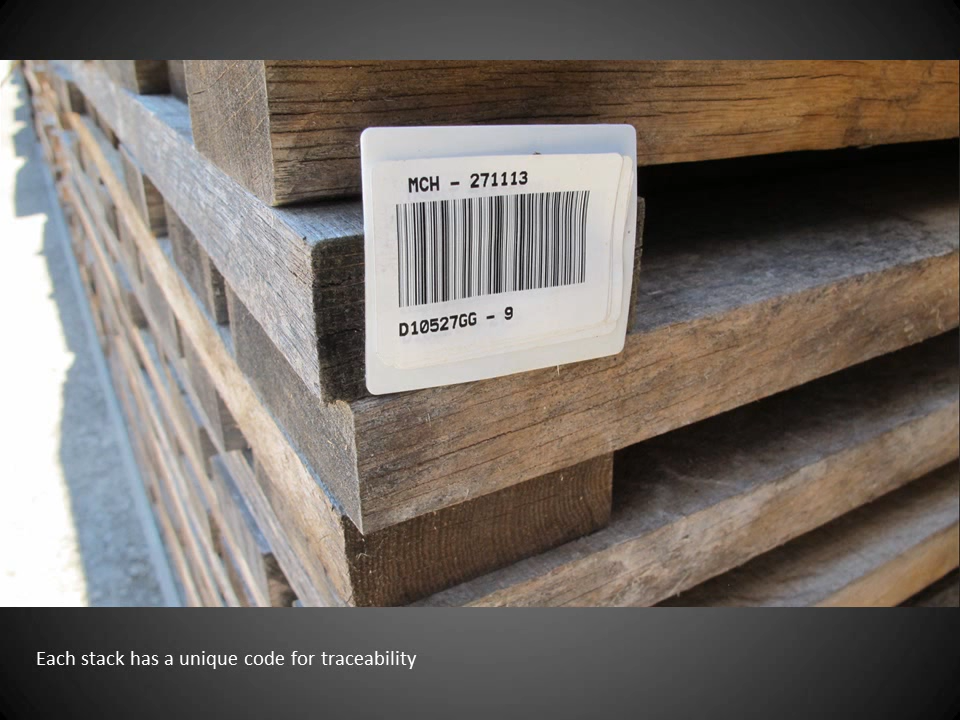 MCH - 271113
D10527GG - 9
Each stack has a unique code for traceability